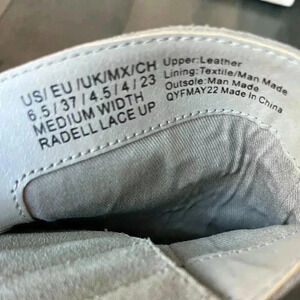 US/ EU /UK/MX/CH
6.5/ 37 / 4.5/ 4 / 23
MEDIUM WIDTH
RADELL LACE UP
Upper: Leather
Lining: Textile/Man Made
Outsole: Man Made
QYFMAY22 Made In China